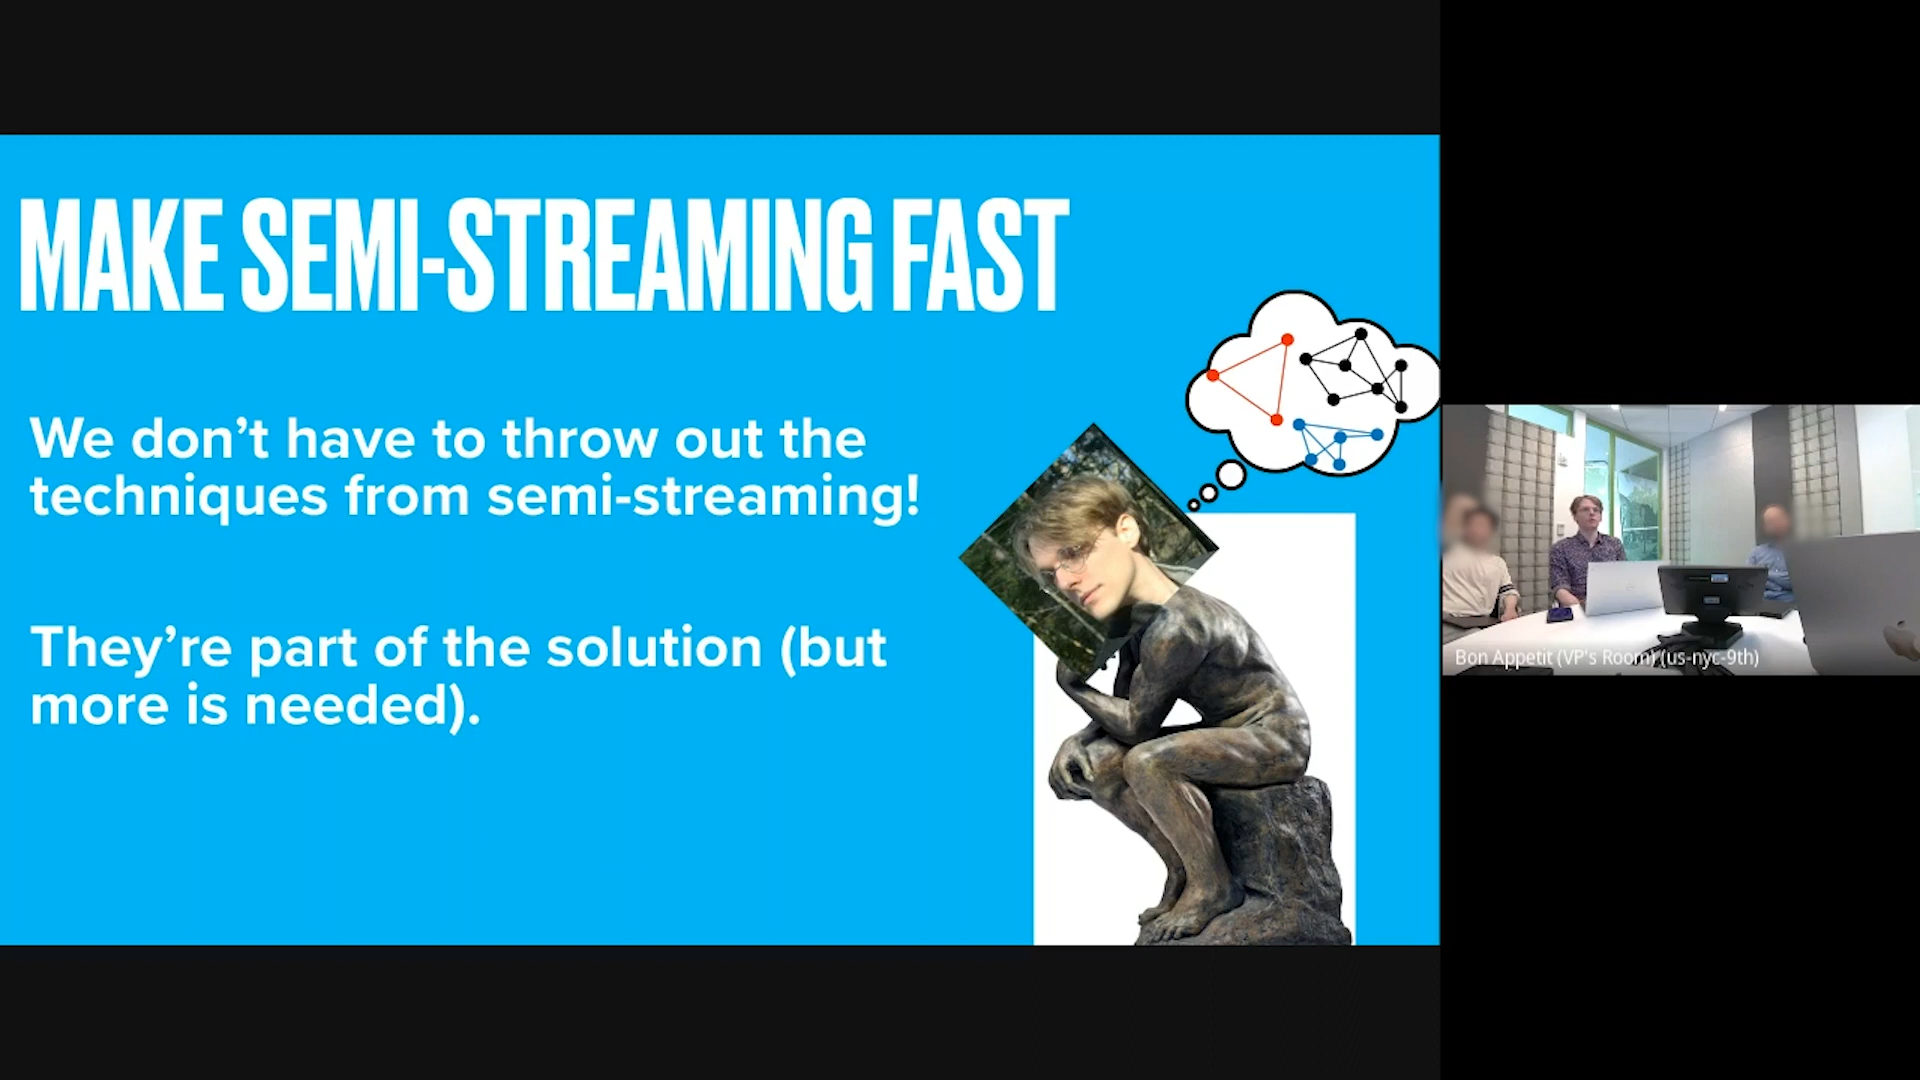 MAKE SEMI-STREAMING FAST
We don’t have to throw out the
techniques from semi-streaming!
They’re part of the solution (but
more is needed).
Bon Appetit (VP's Room) (us-nyc-9th)